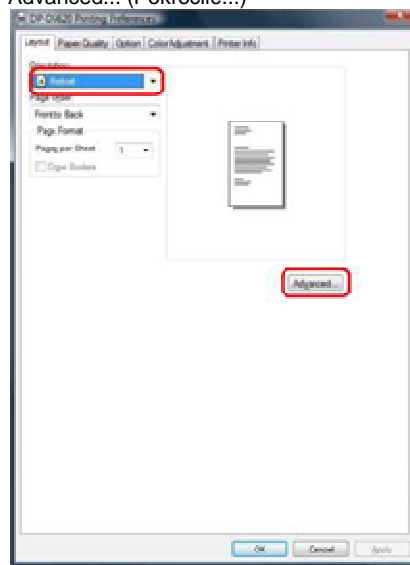 Advanced... (Pokročilé...)
DP-DS620 Printing Preferences
Layout Paper/Quality Option Color Adjustment Printer Info
Orientation:
Portrait
Page Order:
Front to Back
Page Format
Pages per Sheet 1
Draw Borders
Advanced...
OK Cancel Apply